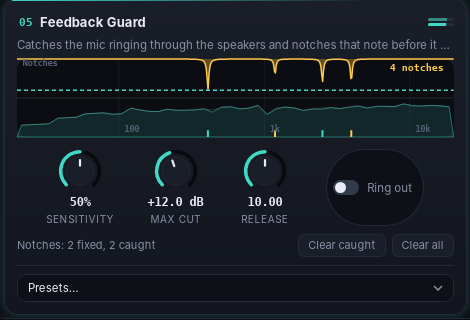 05 Feedback Guard
Catches the mic ringing through the speakers and notches that note before it ...
Notches
4 notches
100 1k 10k
50% +12.0 dB 10.00
SENSITIVITY MAX CUT RELEASE
Ring out
Notches: 2 fixed, 2 caught
Clear caught Clear all
Presets...